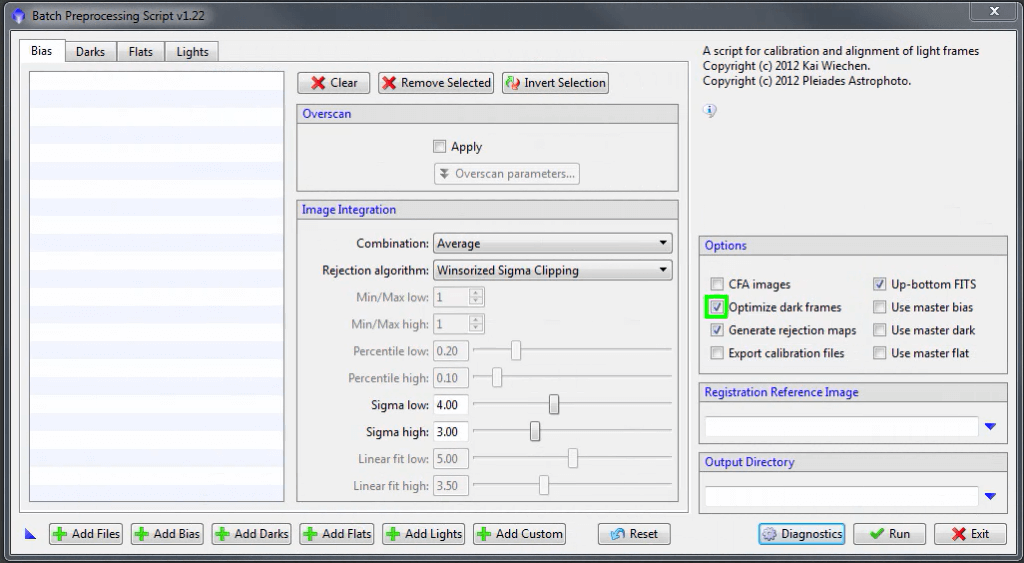 Batch Preprocessing Script v1.22
Bias Darks Flats Lights
Clear Remove Selected Invert Selection
Overscan
Apply
Overscan parameters...
Image Integration
Combination: Average
Rejection algorithm: Winsorized Sigma Clipping
Min/Max low: 1
Min/Max high: 1
Percentile low: 0.20
Percentile high: 0.10
Sigma low: 4.00
Sigma high: 3.00
Linear fit low: 5.00
Linear fit high: 3.50
A script for calibration and alignment of light frames
Copyright (c) 2012 Kai Wiechen.
Copyright (c) 2012 Pleiades Astrophoto.
Options
CFA images Up-bottom FITS
Optimize dark frames Use master bias
Generate rejection maps Use master dark
Export calibration files Use master flat
Registration Reference Image
Output Directory
Add Files Add Bias Add Darks Add Flats Add Lights Add Custom Reset Diagnostics Run Exit